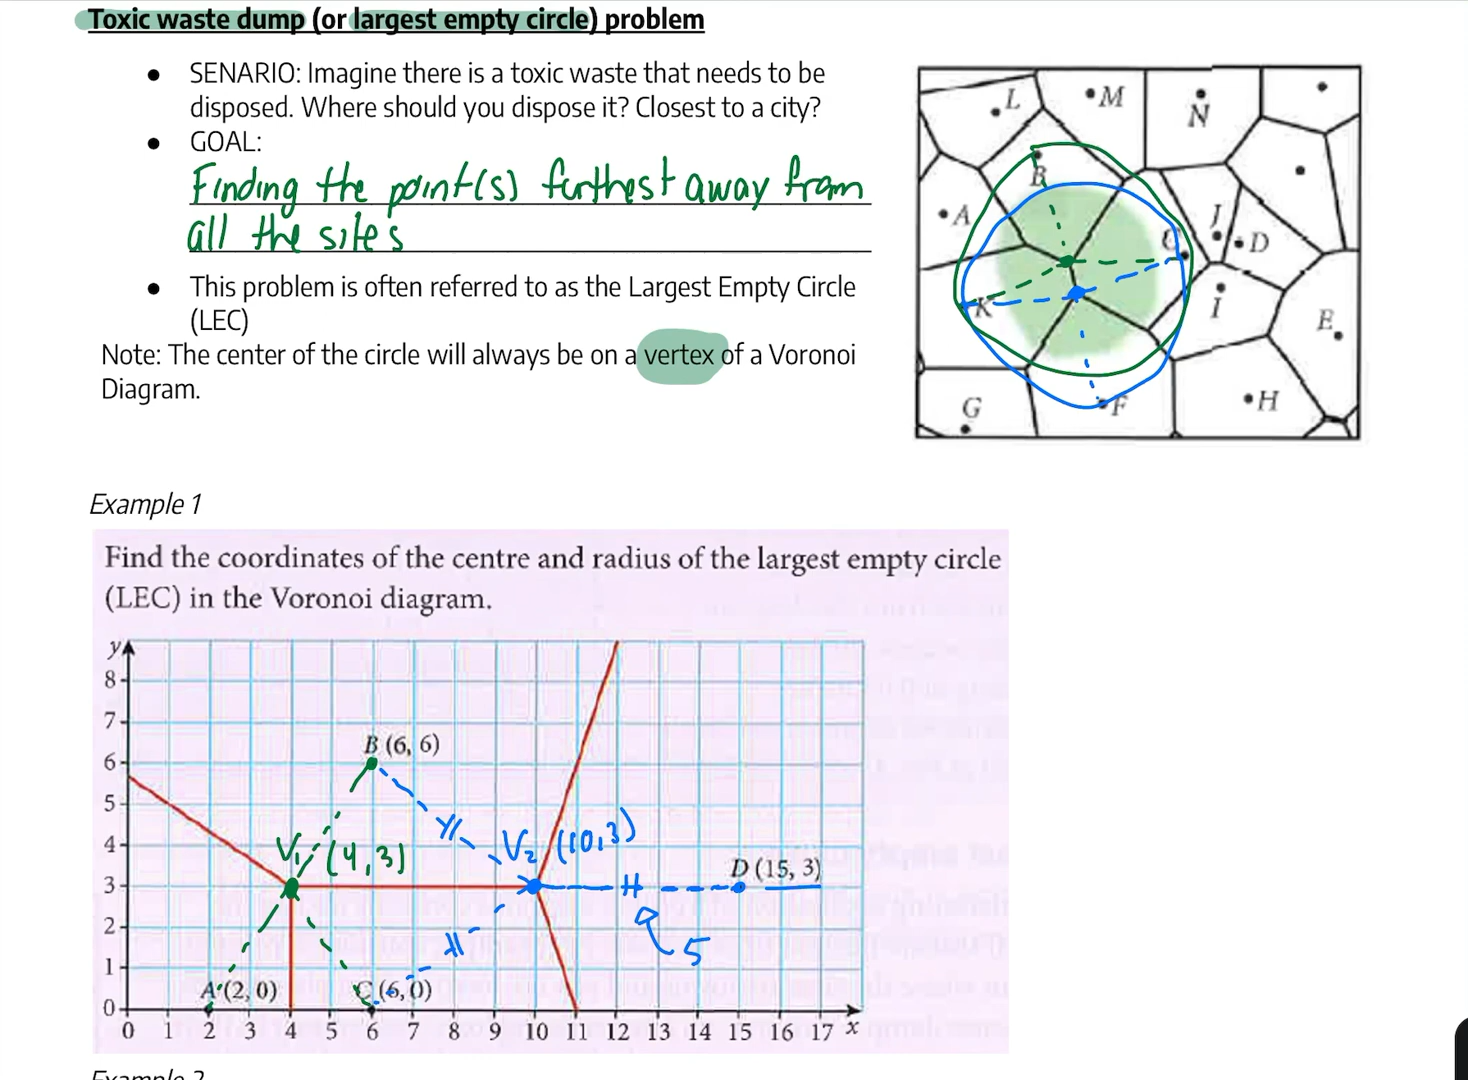 Toxic waste dump (or largest empty circle) problem
● SENARIO: Imagine there is a toxic waste that needs to be
disposed. Where should you dispose it? Closest to a city?
● GOAL:
Finding the point(s) furthest away from
all the sites
● This problem is often referred to as the Largest Empty Circle
(LEC)
Note: The center of the circle will always be on a vertex of a Voronoi
Diagram.
L
M
N
B
A
J
C
D
K
I
E
G
F
H
Example 1
Find the coordinates of the centre and radius of the largest empty circle
(LEC) in the Voronoi diagram.
y
8
7
B (6, 6)
6
5
4
V₁ (4,3)
V₂ (10,3)
D (15, 3)
3
2
5
1
A (2, 0)
C (6, 0)
0
0 1 2 3 4 5 6 7 8 9 10 11 12 13 14 15 16 17 x
Example 2